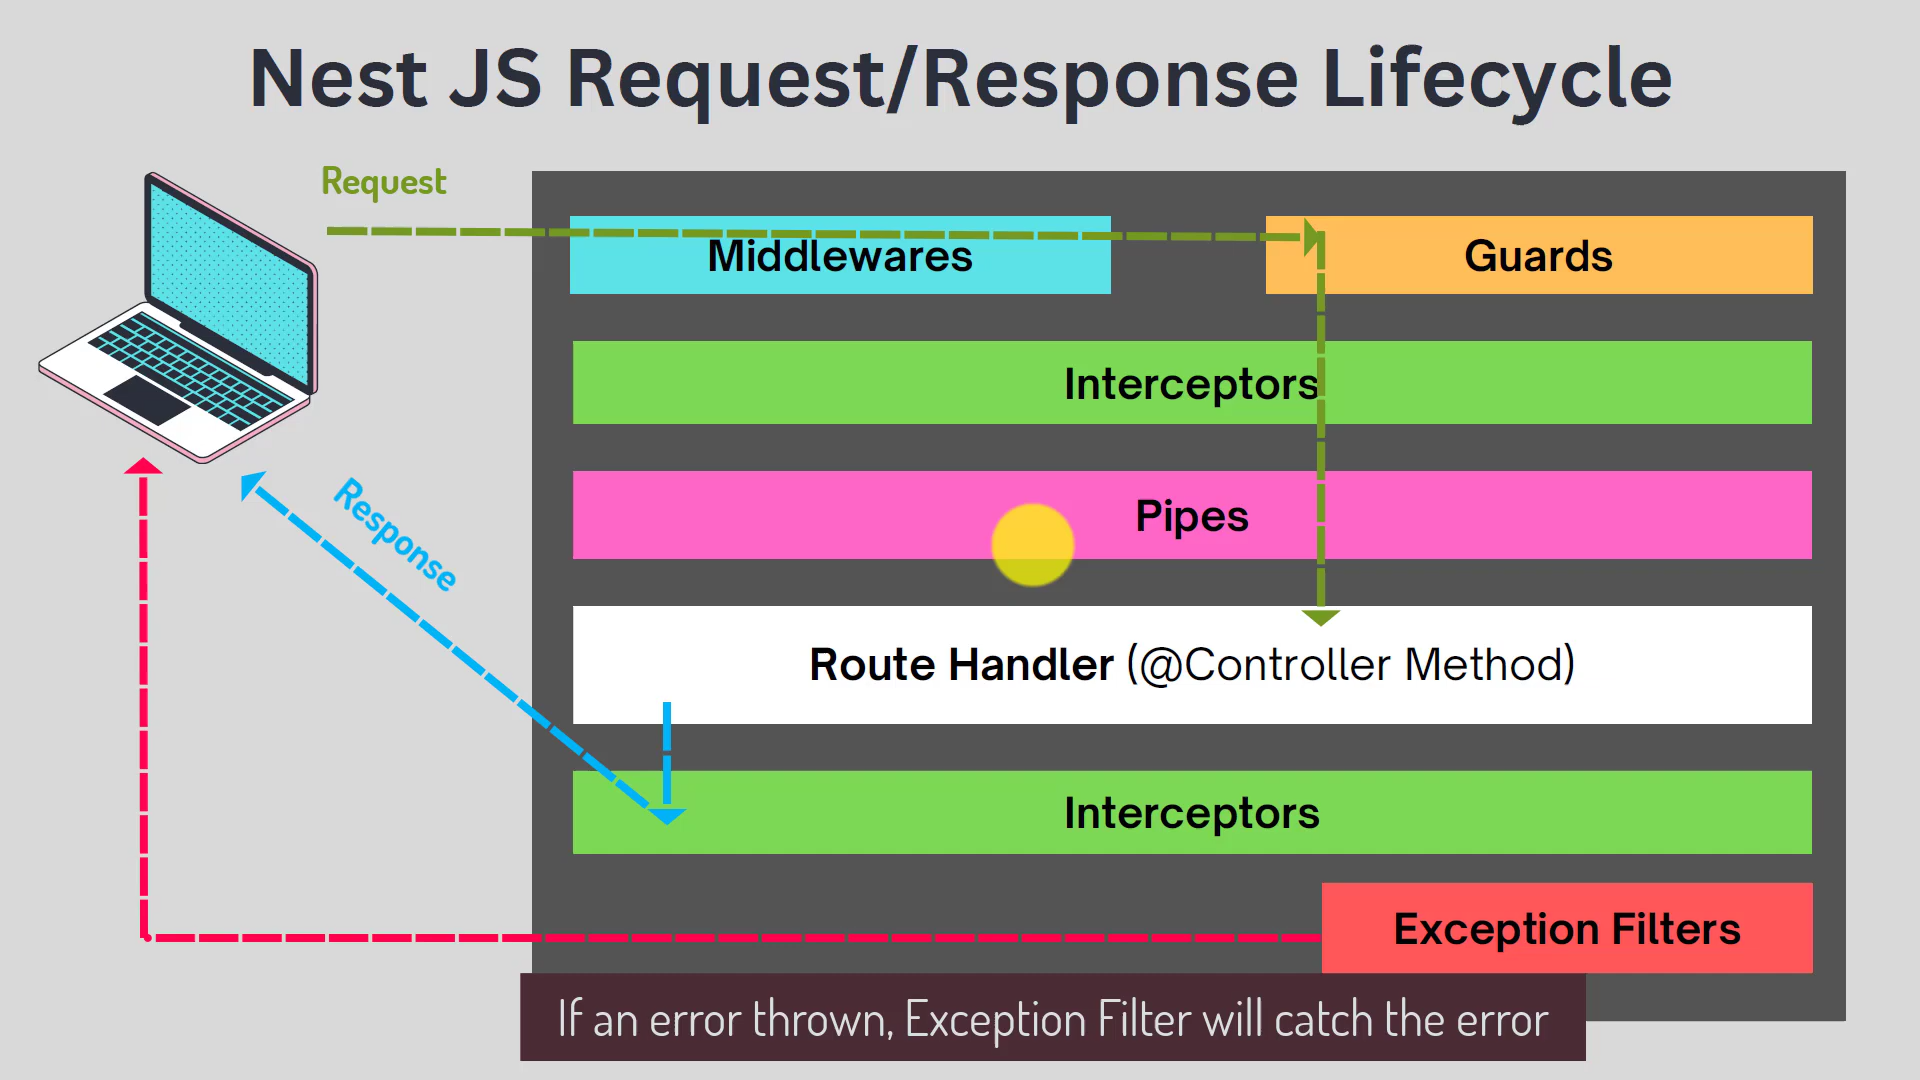 Nest JS Request/Response Lifecycle
Request
Middlewares
Guards
Interceptors
Pipes
Response
Route Handler (@Controller Method)
Interceptors
Exception Filters
If an error thrown, Exception Filter will catch the error